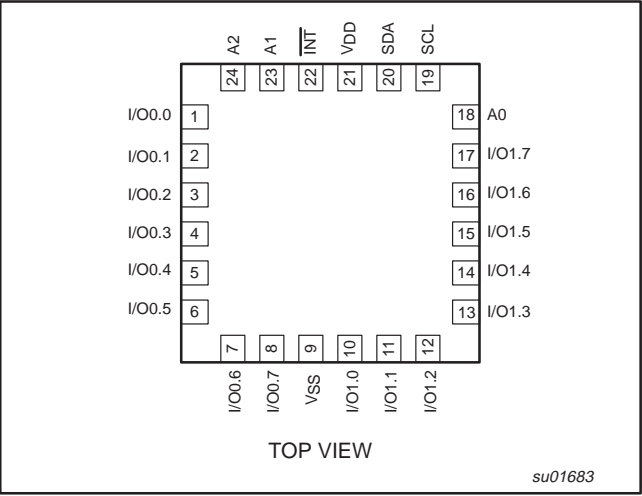 A2 A1 INT VDD SDA SCL
24 23 22 21 20 19
I/O0.0 1 18 A0
I/O0.1 2 17 I/O1.7
I/O0.2 3 16 I/O1.6
I/O0.3 4 15 I/O1.5
I/O0.4 5 14 I/O1.4
I/O0.5 6 13 I/O1.3
7 8 9 10 11 12
I/O0.6 I/O0.7 VSS I/O1.0 I/O1.1 I/O1.2
TOP VIEW
su01683